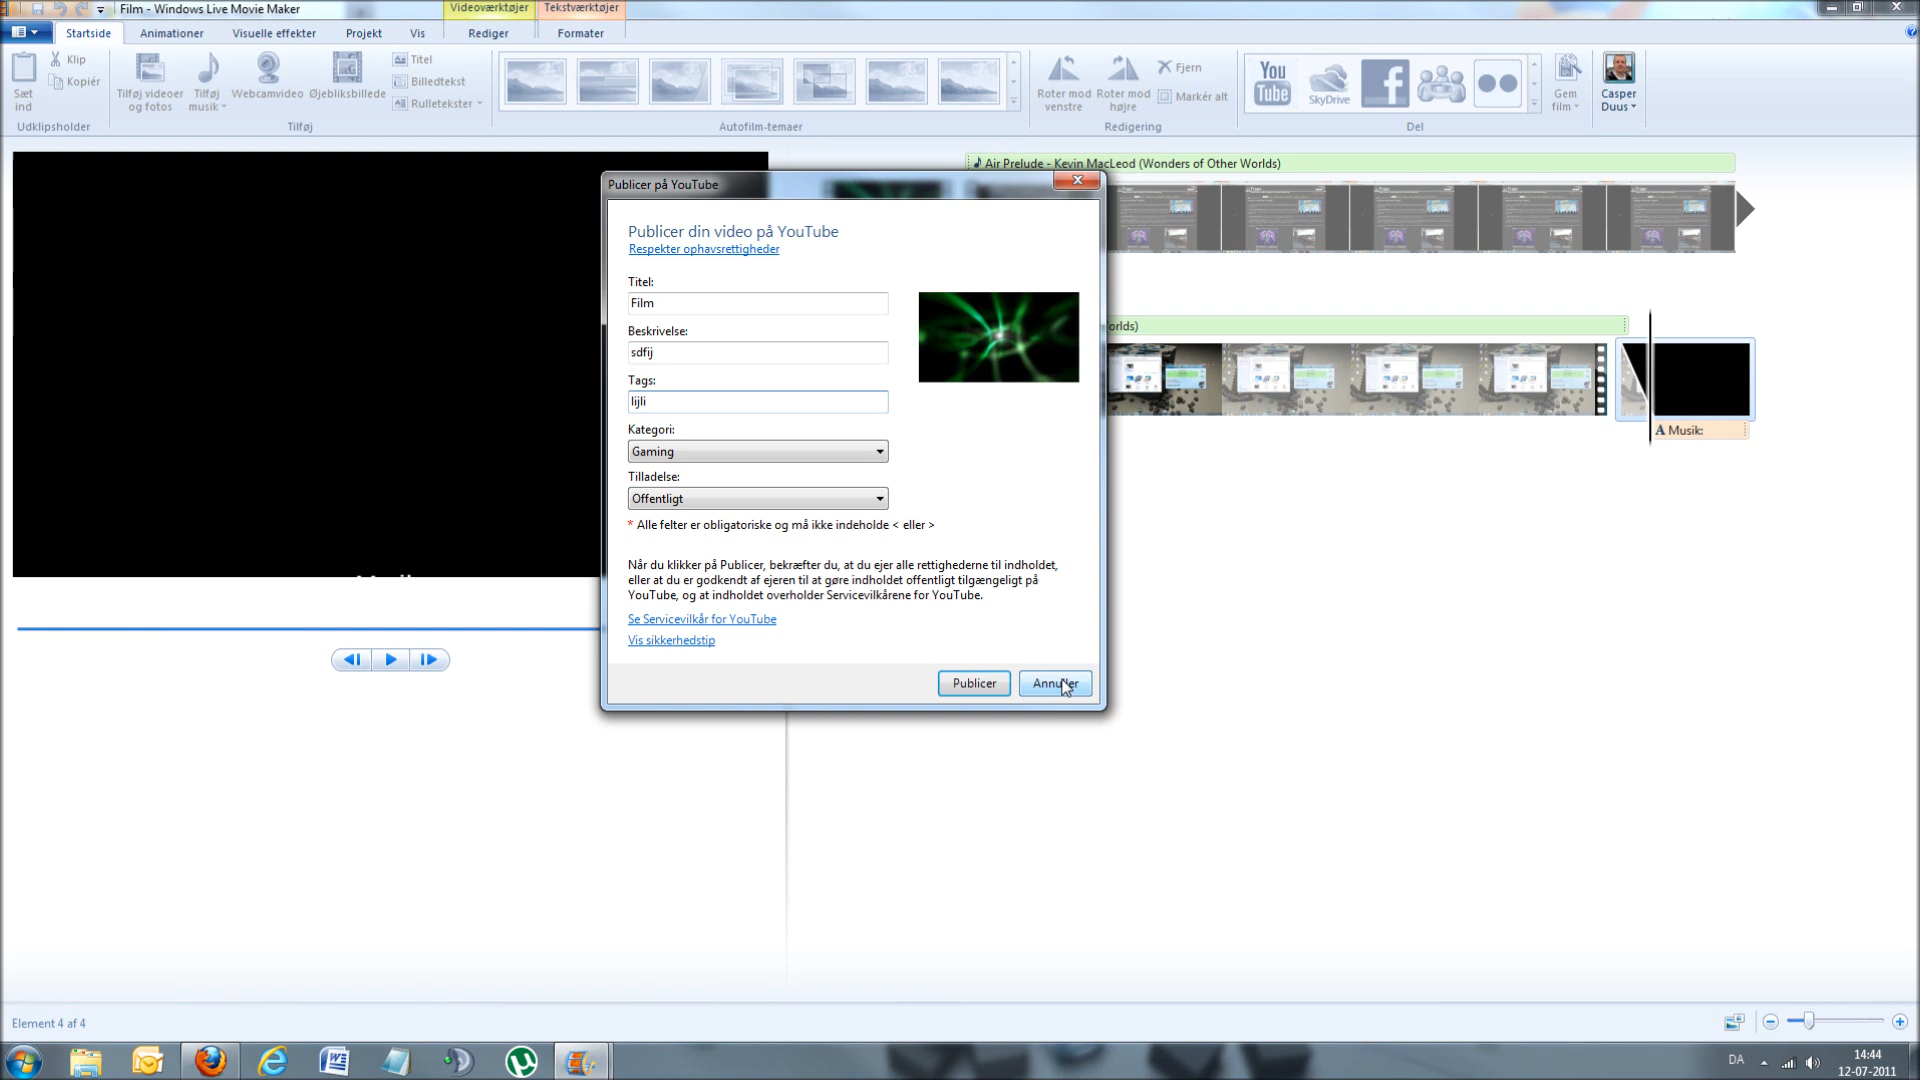 Film - Windows Live Movie Maker
Videoværktøjer
Tekstværktøjer
Startside
Animationer
Visuelle effekter
Projekt
Vis
Rediger
Formater
Sæt ind
Klip
Kopiér
Udklipsholder
Tilføj videoer og fotos
Tilføj musik
Webcamvideo
Øjebliksbillede
Titel
Billedtekst
Rulletekster
Tilføj
Autofilm-temaer
Roter mod venstre
Roter mod højre
Fjern
Markér alt
Redigering
You Tube
SkyDrive
Del
Gem film
Casper Duus
Air Prelude - Kevin MacLeod (Wonders of Other Worlds)
orlds)
A Musik:
Publicer på YouTube
Publicer din video på YouTube
Respekter ophavsrettigheder
Titel:
Film
Beskrivelse:
sdfij
Tags:
lijli
Kategori:
Gaming
Tilladelse:
Offentligt
* Alle felter er obligatoriske og må ikke indeholde < eller >
Når du klikker på Publicer, bekræfter du, at du ejer alle rettighederne til indholdet,
eller at du er godkendt af ejeren til at gøre indholdet offentligt tilgængeligt på
YouTube, og at indholdet overholder Servicevilkårene for YouTube.
Se Servicevilkår for YouTube
Vis sikkerhedstip
Publicer
Annuller
Element 4 af 4
DA
14:44
12-07-2011